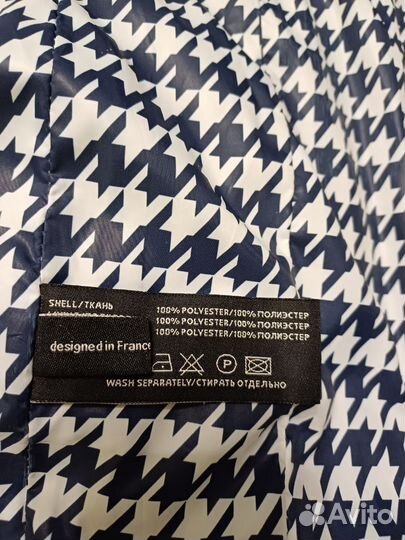 SHELL/ТКАНЬ 100% POLYESTER/100% ПОЛИЭСТЕР
100% POLYESTER/100% ПОЛИЭСТЕР
100% POLYESTER/100% ПОЛИЭСТЕР
designed in France
P
WASH SEPARATELY/СТИРАТЬ ОТДЕЛЬНО
Avito